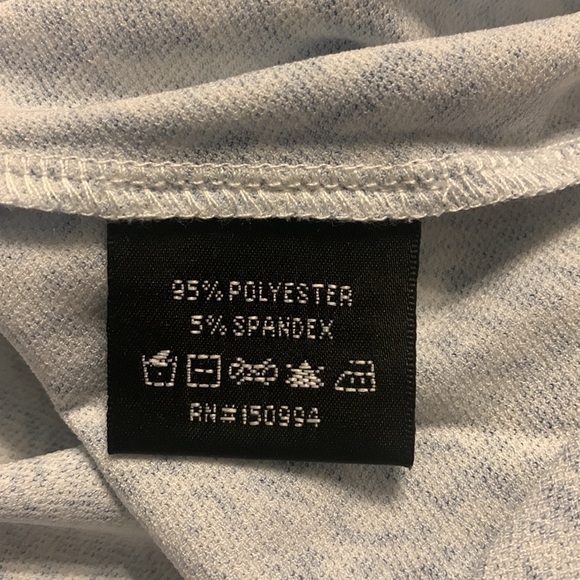 95% POLYESTER
5% SPANDEX
RN#150994